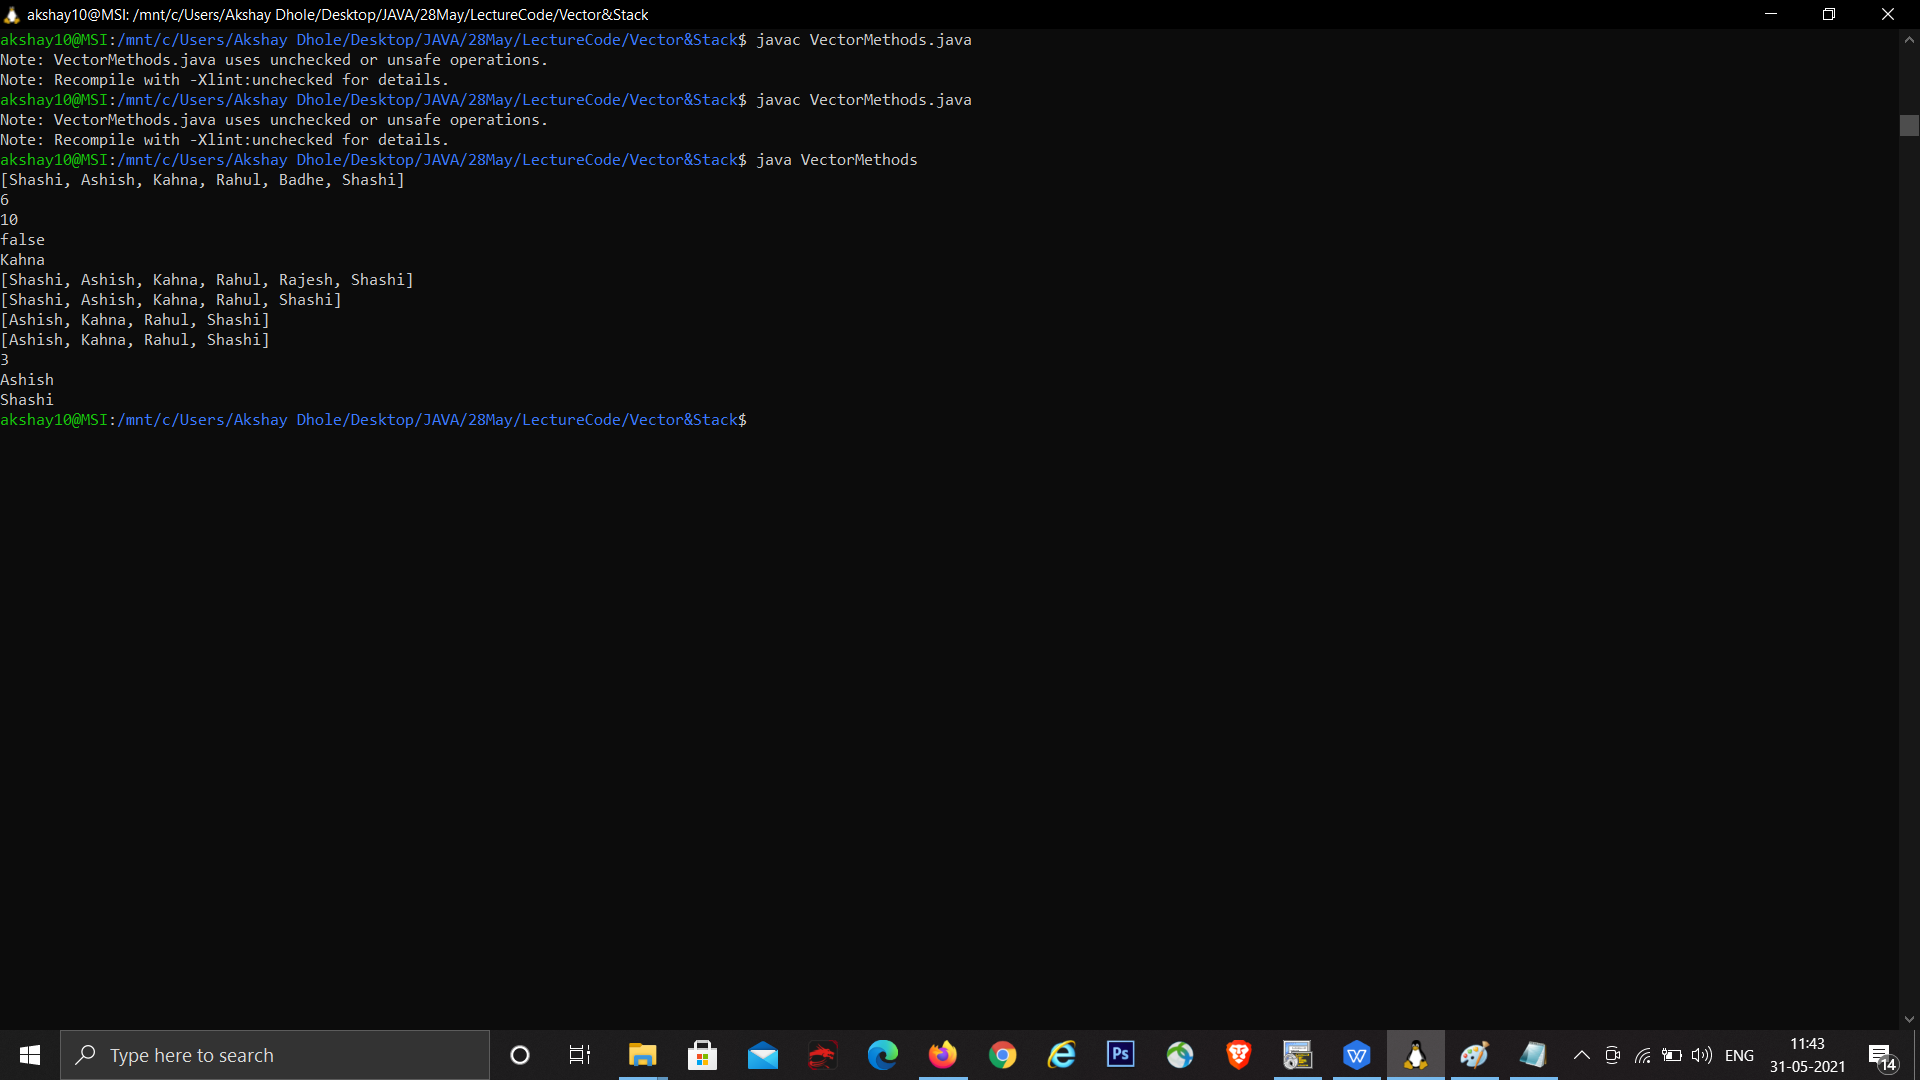 akshay10@MSI: /mnt/c/Users/Akshay Dhole/Desktop/JAVA/28May/LectureCode/Vector&Stack
akshay10@MSI:/mnt/c/Users/Akshay Dhole/Desktop/JAVA/28May/LectureCode/Vector&Stack$ javac VectorMethods.java
Note: VectorMethods.java uses unchecked or unsafe operations.
Note: Recompile with -Xlint:unchecked for details.
akshay10@MSI:/mnt/c/Users/Akshay Dhole/Desktop/JAVA/28May/LectureCode/Vector&Stack$ javac VectorMethods.java
Note: VectorMethods.java uses unchecked or unsafe operations.
Note: Recompile with -Xlint:unchecked for details.
akshay10@MSI:/mnt/c/Users/Akshay Dhole/Desktop/JAVA/28May/LectureCode/Vector&Stack$ java VectorMethods
[Shashi, Ashish, Kahna, Rahul, Badhe, Shashi]
6
10
false
Kahna
[Shashi, Ashish, Kahna, Rahul, Rajesh, Shashi]
[Shashi, Ashish, Kahna, Rahul, Shashi]
[Ashish, Kahna, Rahul, Shashi]
[Ashish, Kahna, Rahul, Shashi]
3
Ashish
Shashi
akshay10@MSI:/mnt/c/Users/Akshay Dhole/Desktop/JAVA/28May/LectureCode/Vector&Stack$
Type here to search
Ps
W
ENG
11:43
31-05-2021
14